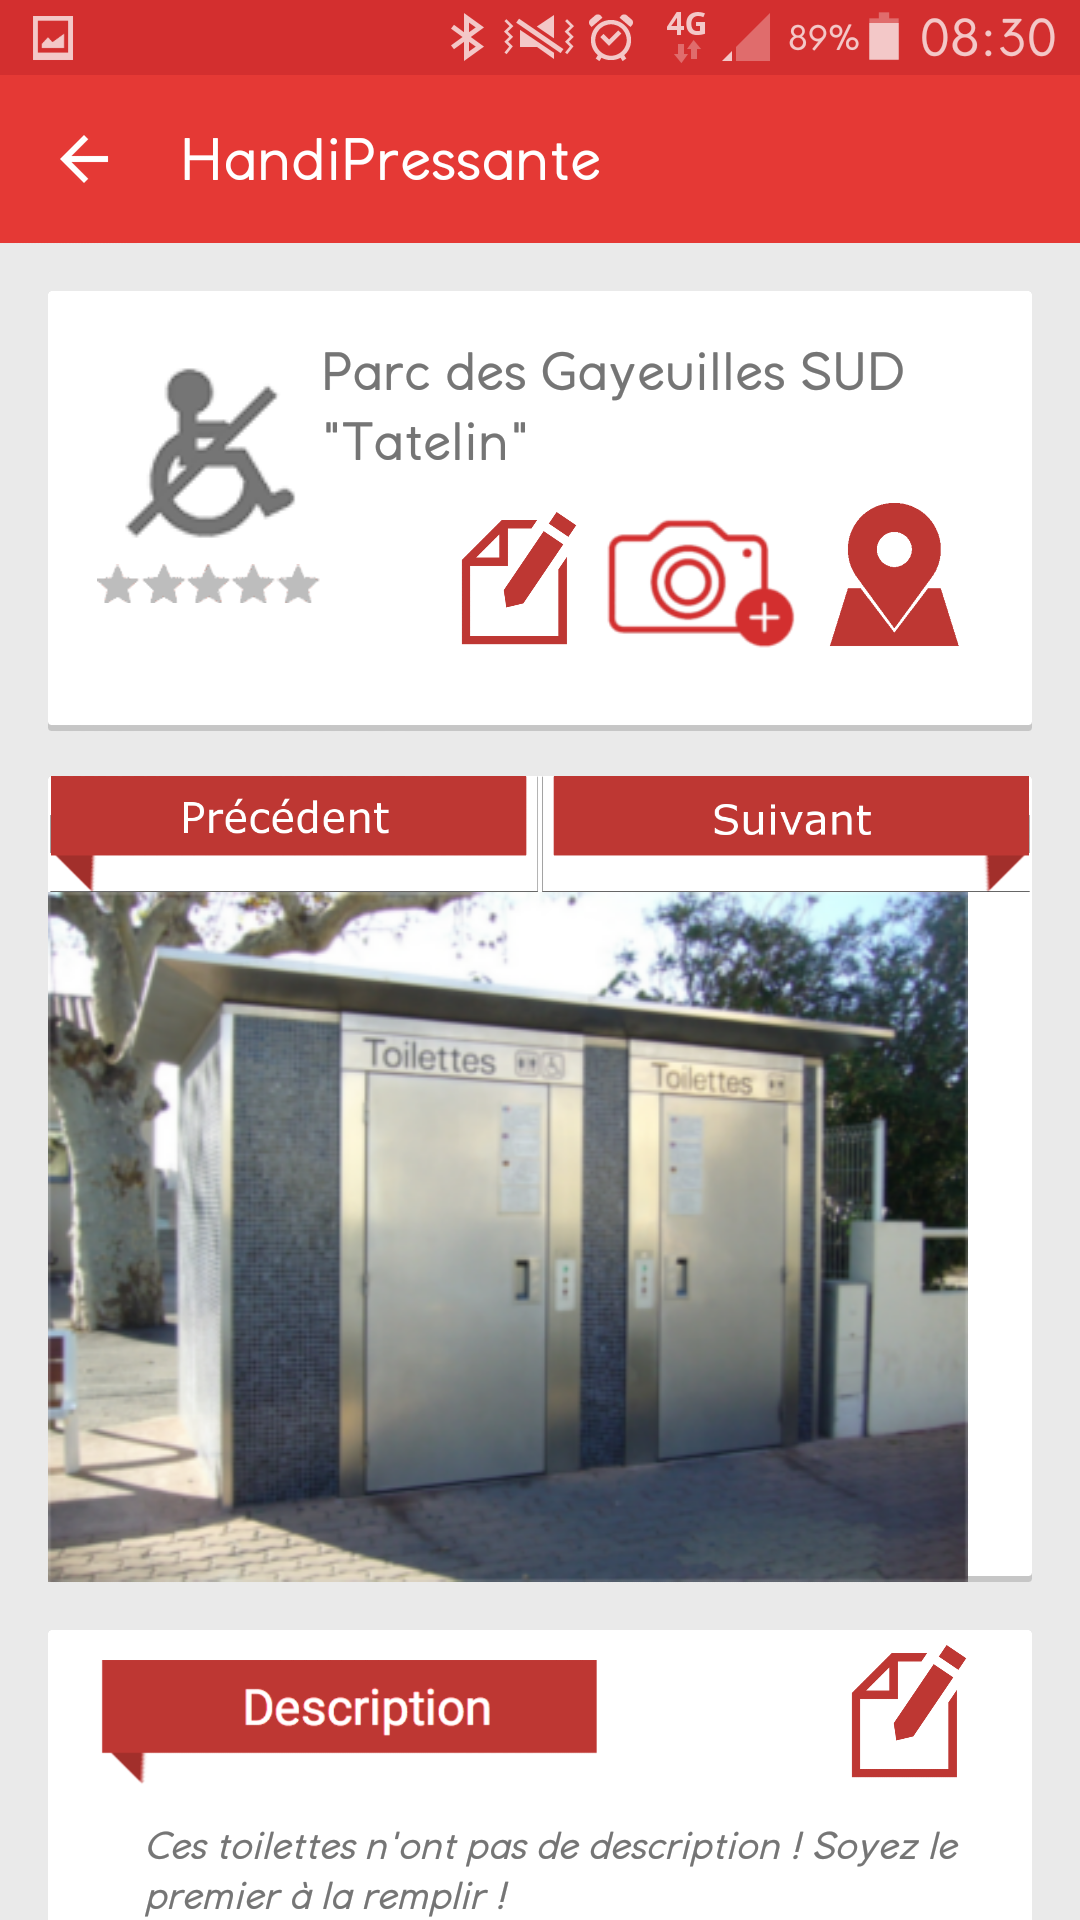 4G 89% 08:30
HandiPressante
Parc des Gayeuilles SUD
"Tatelin"
Précédent Suivant
Toilettes Toilettes
Description
Ces toilettes n'ont pas de description ! Soyez le
premier à la remplir !